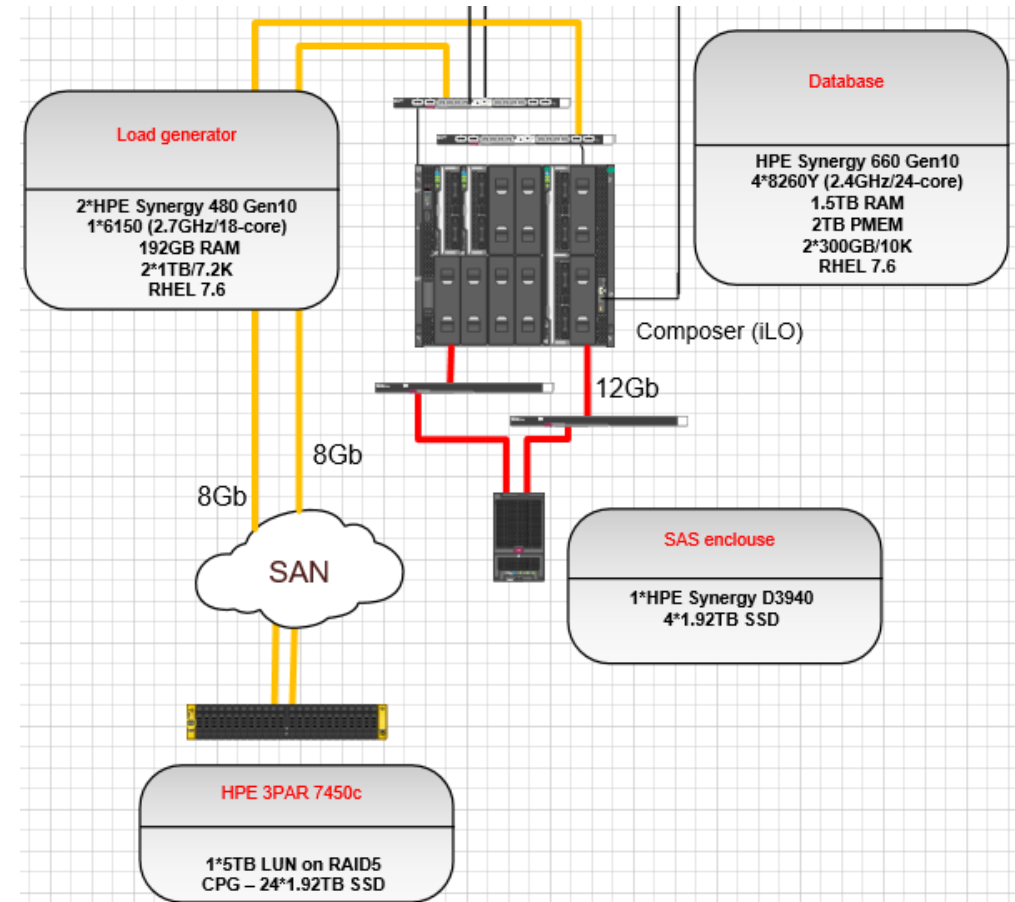 Load generator
2*HPE Synergy 480 Gen10
1*6150 (2.7GHz/18-core)
192GB RAM
2*1TB/7.2K
RHEL 7.6
Database
HPE Synergy 660 Gen10
4*8260Y (2.4GHz/24-core)
1.5TB RAM
2TB PMEM
2*300GB/10K
RHEL 7.6
Composer (iLO)
12Gb
8Gb
8Gb
SAN
SAS enclouse
1*HPE Synergy D3940
4*1.92TB SSD
HPE 3PAR 7450c
1*5TB LUN on RAID5
CPG – 24*1.92TB SSD